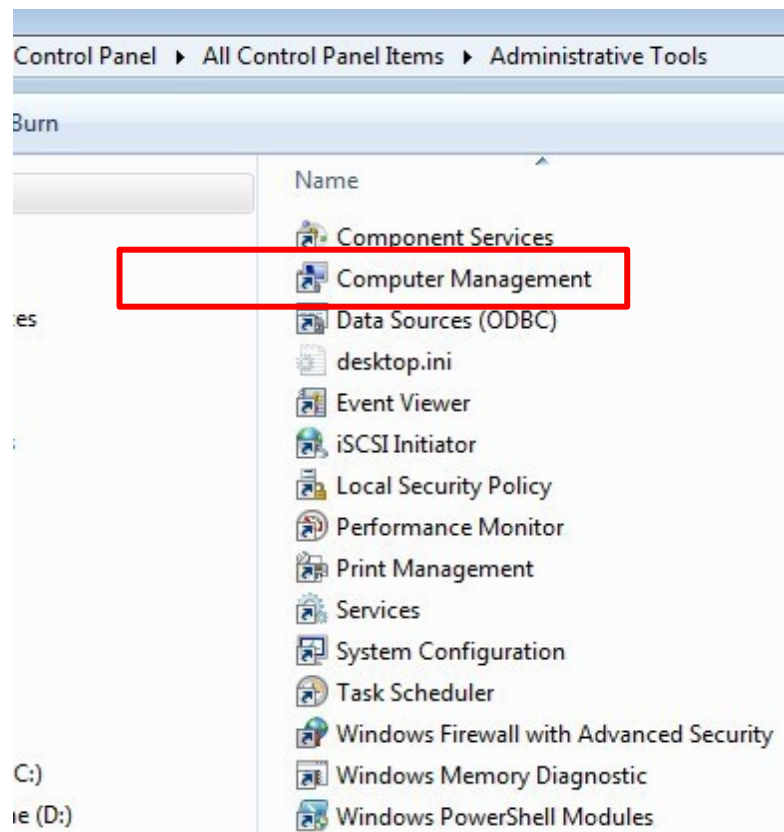 Control Panel ▸ All Control Panel Items ▸ Administrative Tools
Burn
Name
Component Services
Computer Management
Data Sources (ODBC)
desktop.ini
Event Viewer
iSCSI Initiator
Local Security Policy
Performance Monitor
Print Management
Services
System Configuration
Task Scheduler
Windows Firewall with Advanced Security
C:)
Windows Memory Diagnostic
(D:)
Windows PowerShell Modules